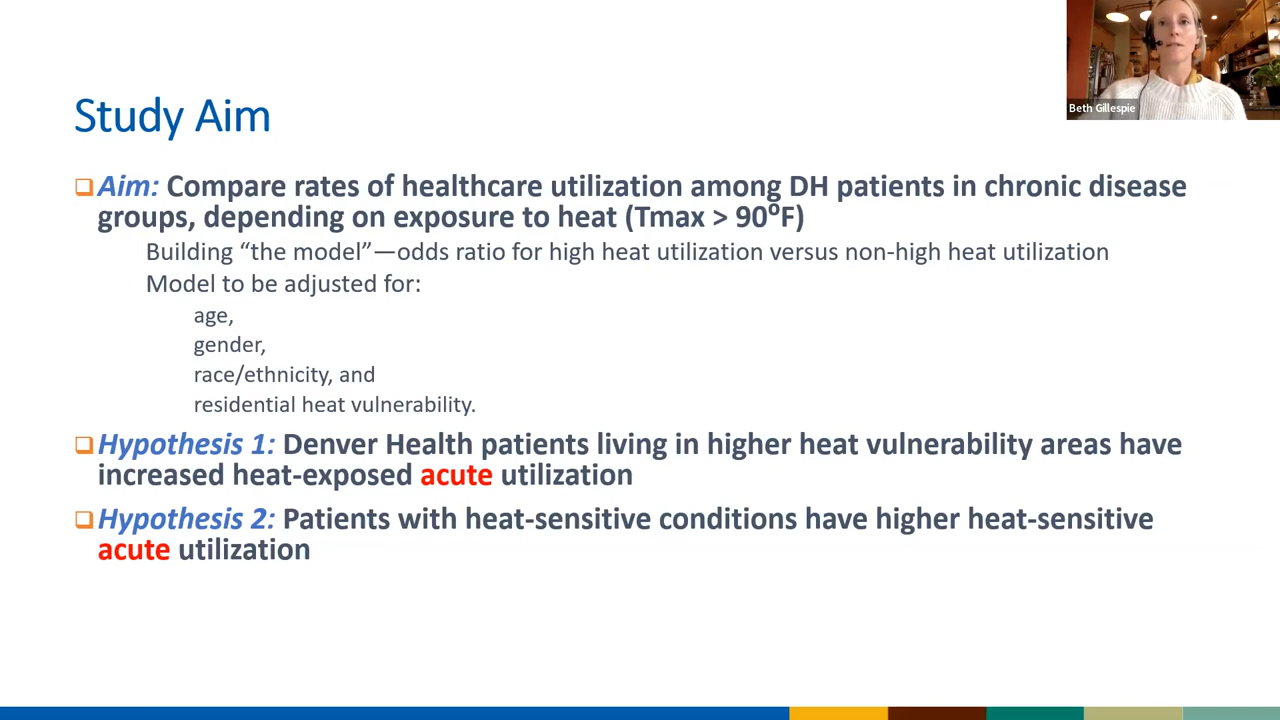 Beth Gillespie
Study Aim
Aim: Compare rates of healthcare utilization among DH patients in chronic disease
groups, depending on exposure to heat (Tmax > 90⁰F)
Building “the model”—odds ratio for high heat utilization versus non-high heat utilization
Model to be adjusted for:
age,
gender,
race/ethnicity, and
residential heat vulnerability.
Hypothesis 1: Denver Health patients living in higher heat vulnerability areas have
increased heat-exposed acute utilization
Hypothesis 2: Patients with heat-sensitive conditions have higher heat-sensitive
acute utilization